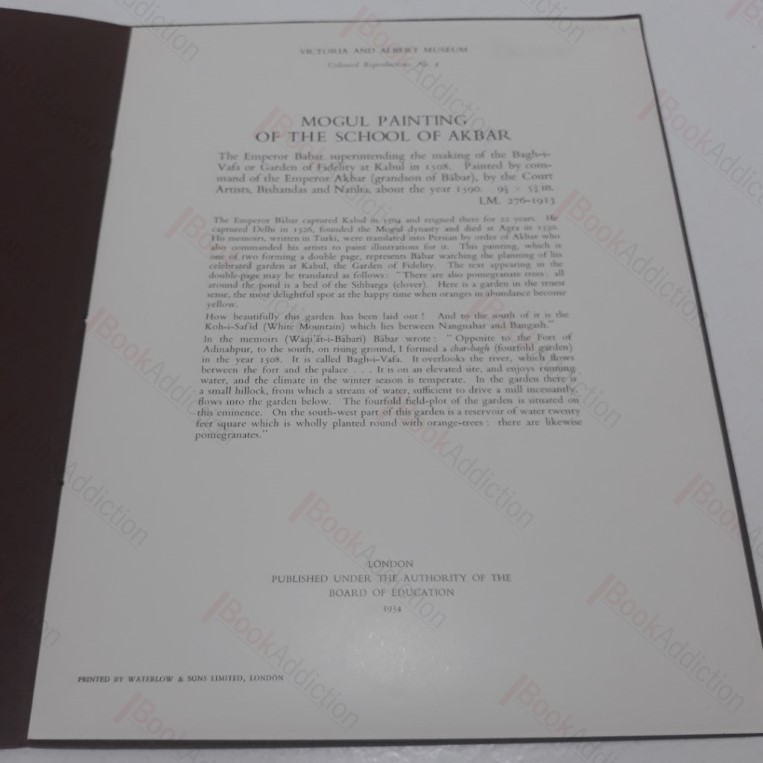 VICTORIA AND ALBERT MUSEUM
Coloured Reproductions No. 4
MOGUL PAINTING
OF THE SCHOOL OF AKBAR
The Emperor Babar superintending the making of the Bagh-i-
Vafa or Garden of Fidelity at Kabul in 1508. Painted by com-
mand of the Emperor Akbar (grandson of Bābar), by the Court
Artists, Bishandas and Nanha, about the year 1590. in.
I.M. 276–1913
The Emperor Bābar captured Kabul in 1504 and reigned there for 22 years. He
captured Delhi in 1526, founded the Mogul dynasty and died at Agra in 1530.
His memoirs, written in Turki, were translated into Persian by order of Akbar who
also commanded his artists to paint illustrations for it. This painting, which is
one of two forming a double page, represents Bābar watching the planning of his
celebrated garden at Kabul, the Garden of Fidelity. The text appearing in the
double-page may be translated as follows: "There are also pomegranate trees: all
around the pond is a bed of the Shbarga (clover). Here is a garden in the truest
sense, the most delightful spot at the happy time when oranges in abundance become
yellow.
How beautifully this garden has been laid out! And to the south of it is the
Koh-i-Safid (White Mountain) which lies between Nangnahar and Bangash."
In the memoirs (Wāqi'āt-i-Bābari) Bābar wrote: "Opposite to the Fort of
Adinahpur, to the south, on rising ground, I formed a char-bagh (fourfold garden)
in the year 1508. It is called Bagh-i-Vafa. It overlooks the river, which flows
between the fort and the palace . . . It is on an elevated site, and enjoys running
water, and the climate in the winter season is temperate. In the garden there is
a small hillock, from which a stream of water, sufficient to drive a mill incessantly,
flows into the garden below. The fourfold field-plot of the garden is situated on
this eminence. On the south-west part of this garden is a reservoir of water twenty
feet square which is wholly planted round with orange-trees: there are likewise
pomegranates."
LONDON
PUBLISHED UNDER THE AUTHORITY OF THE
BOARD OF EDUCATION
1934
PRINTED BY WATERLOW & SONS LIMITED, LONDON
BookAddiction